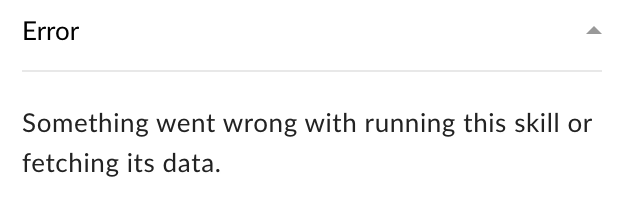 Error
Something went wrong with running this skill or
fetching its data.